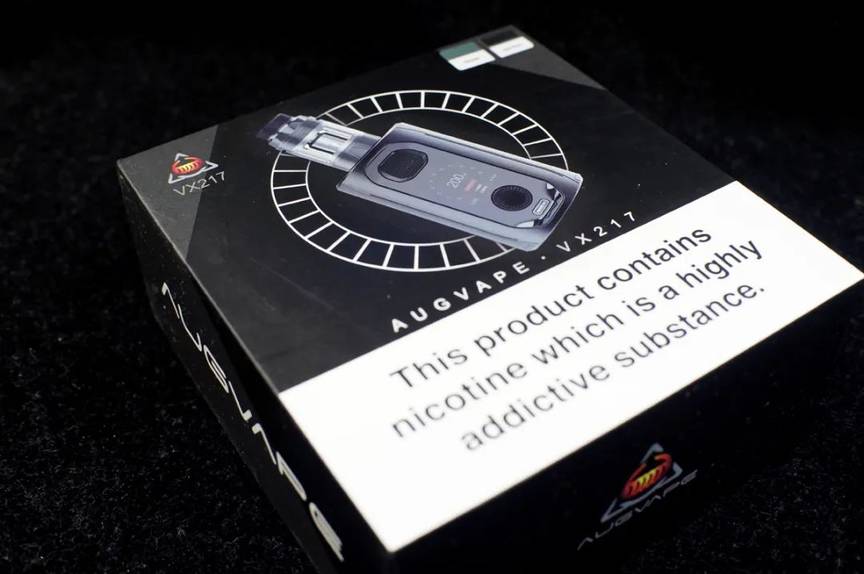 VX217
200
AUGVAPE · VX217
This product contains
nicotine which is a highly
addictive substance.
AUGVAPE
AUGVAPE